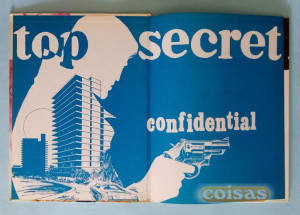 top secret
confidential
coisas